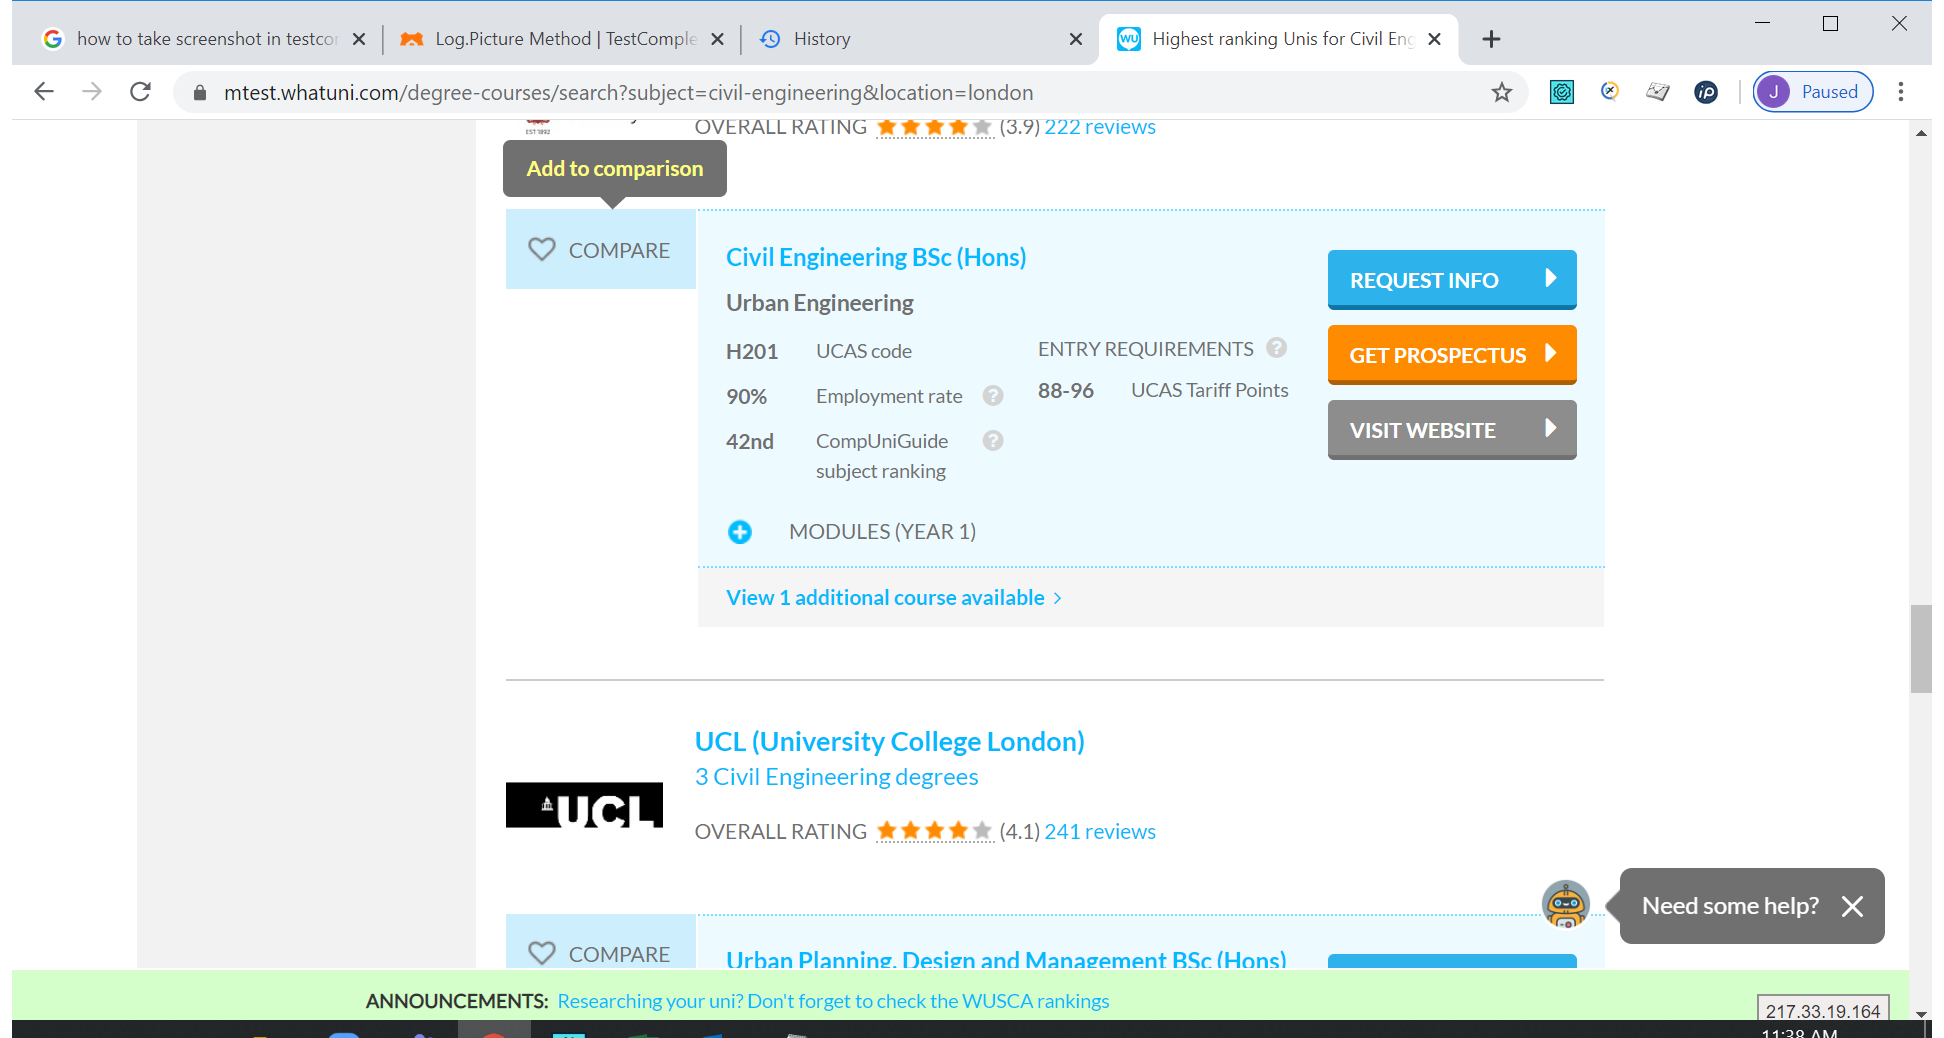 how to take screenshot in testcor
Log.Picture Method | TestComple
History
Highest ranking Unis for Civil Eng
mtest.whatuni.com/degree-courses/search?subject=civil-engineering&location=london
J Paused
EST 1892
OVERALL RATING (3.9) 222 reviews
Add to comparison
COMPARE
Civil Engineering BSc (Hons)
Urban Engineering
H201 UCAS code
90% Employment rate ?
42nd CompUniGuide ?
subject ranking
ENTRY REQUIREMENTS ?
88-96 UCAS Tariff Points
REQUEST INFO
GET PROSPECTUS
VISIT WEBSITE
MODULES (YEAR 1)
View 1 additional course available >
UCL (University College London)
3 Civil Engineering degrees
UCL
OVERALL RATING (4.1) 241 reviews
Need some help?
COMPARE
Urban Planning, Design and Management BSc (Hons)
ANNOUNCEMENTS: Researching your uni? Don't forget to check the WUSCA rankings
217.33.19.164
11:38 AM